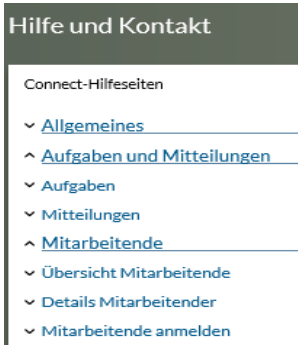 Hilfe und Kontakt
Connect-Hilfeseiten
Allgemeines
Aufgaben und Mitteilungen
Aufgaben
Mitteilungen
Mitarbeitende
Übersicht Mitarbeitende
Details Mitarbeitender
Mitarbeitende anmelden